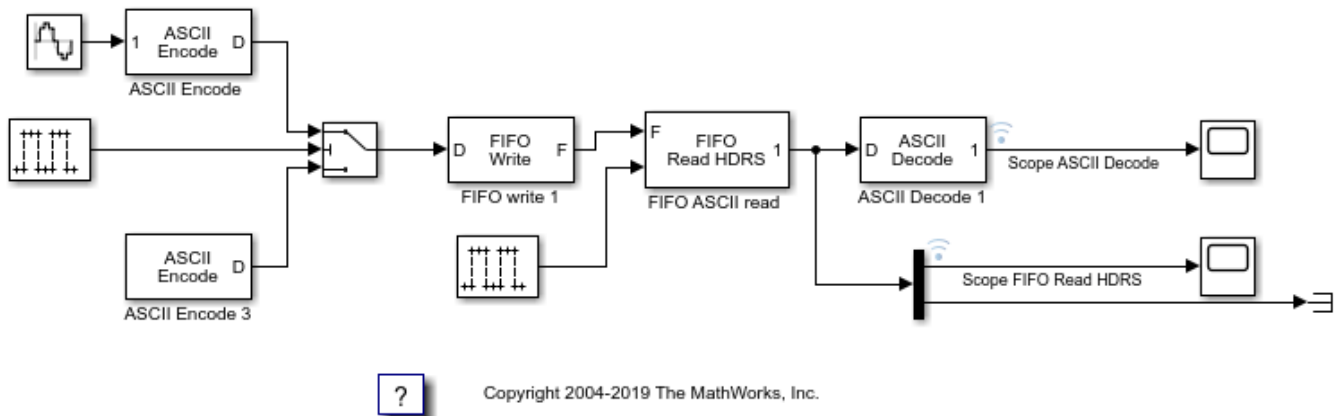 1 ASCII Encode D
ASCII Encode
ASCII Encode D
ASCII Encode 3
D FIFO Write F
FIFO write 1
F FIFO Read HDRS 1
FIFO ASCII read
D ASCII Decode 1
ASCII Decode 1
Scope ASCII Decode
Scope FIFO Read HDRS
?
Copyright 2004-2019 The MathWorks, Inc.